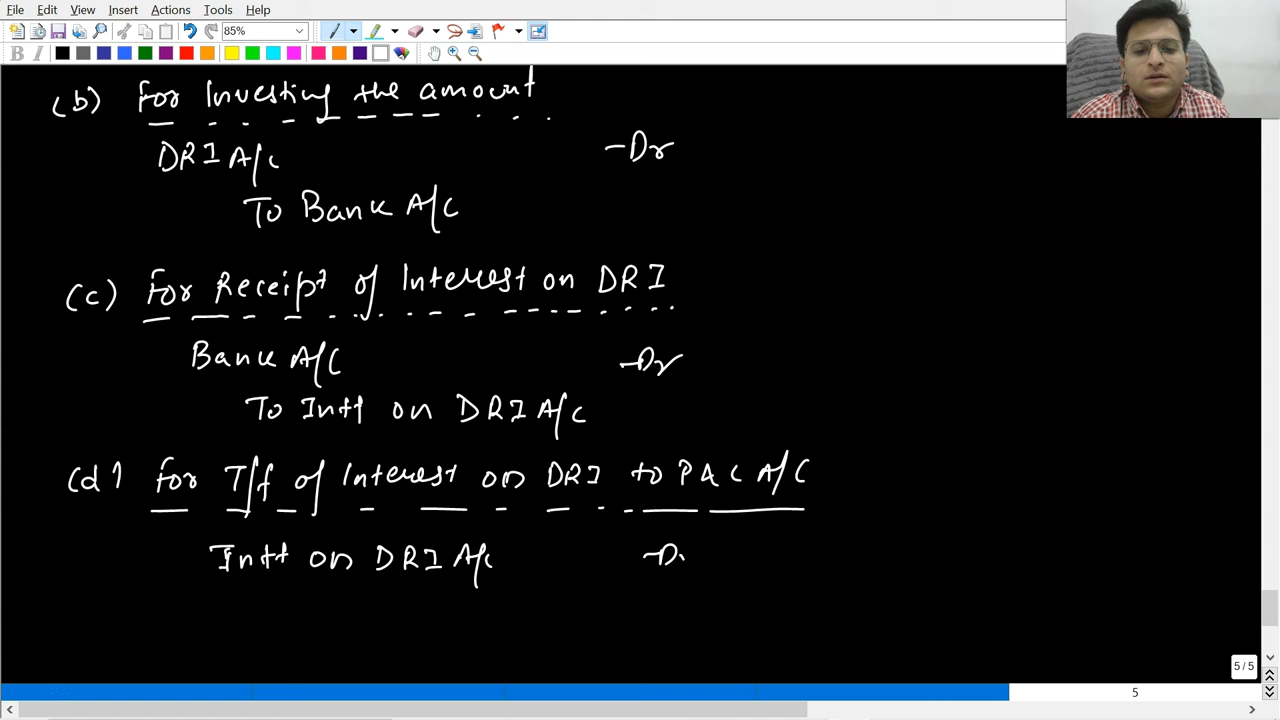 File Edit View Insert Actions Tools Help
85%
B I U
(b) For Investing the amount
DRI A/c -Dr
To Bank A/C
(c) For Receipt of Interest on DRI
Bank A/C -Dr
To Intt on DRI A/c
(d) For T/f of Interest on DRI to P&C A/C
Intt on DRI A/c -D.
5 / 5
5